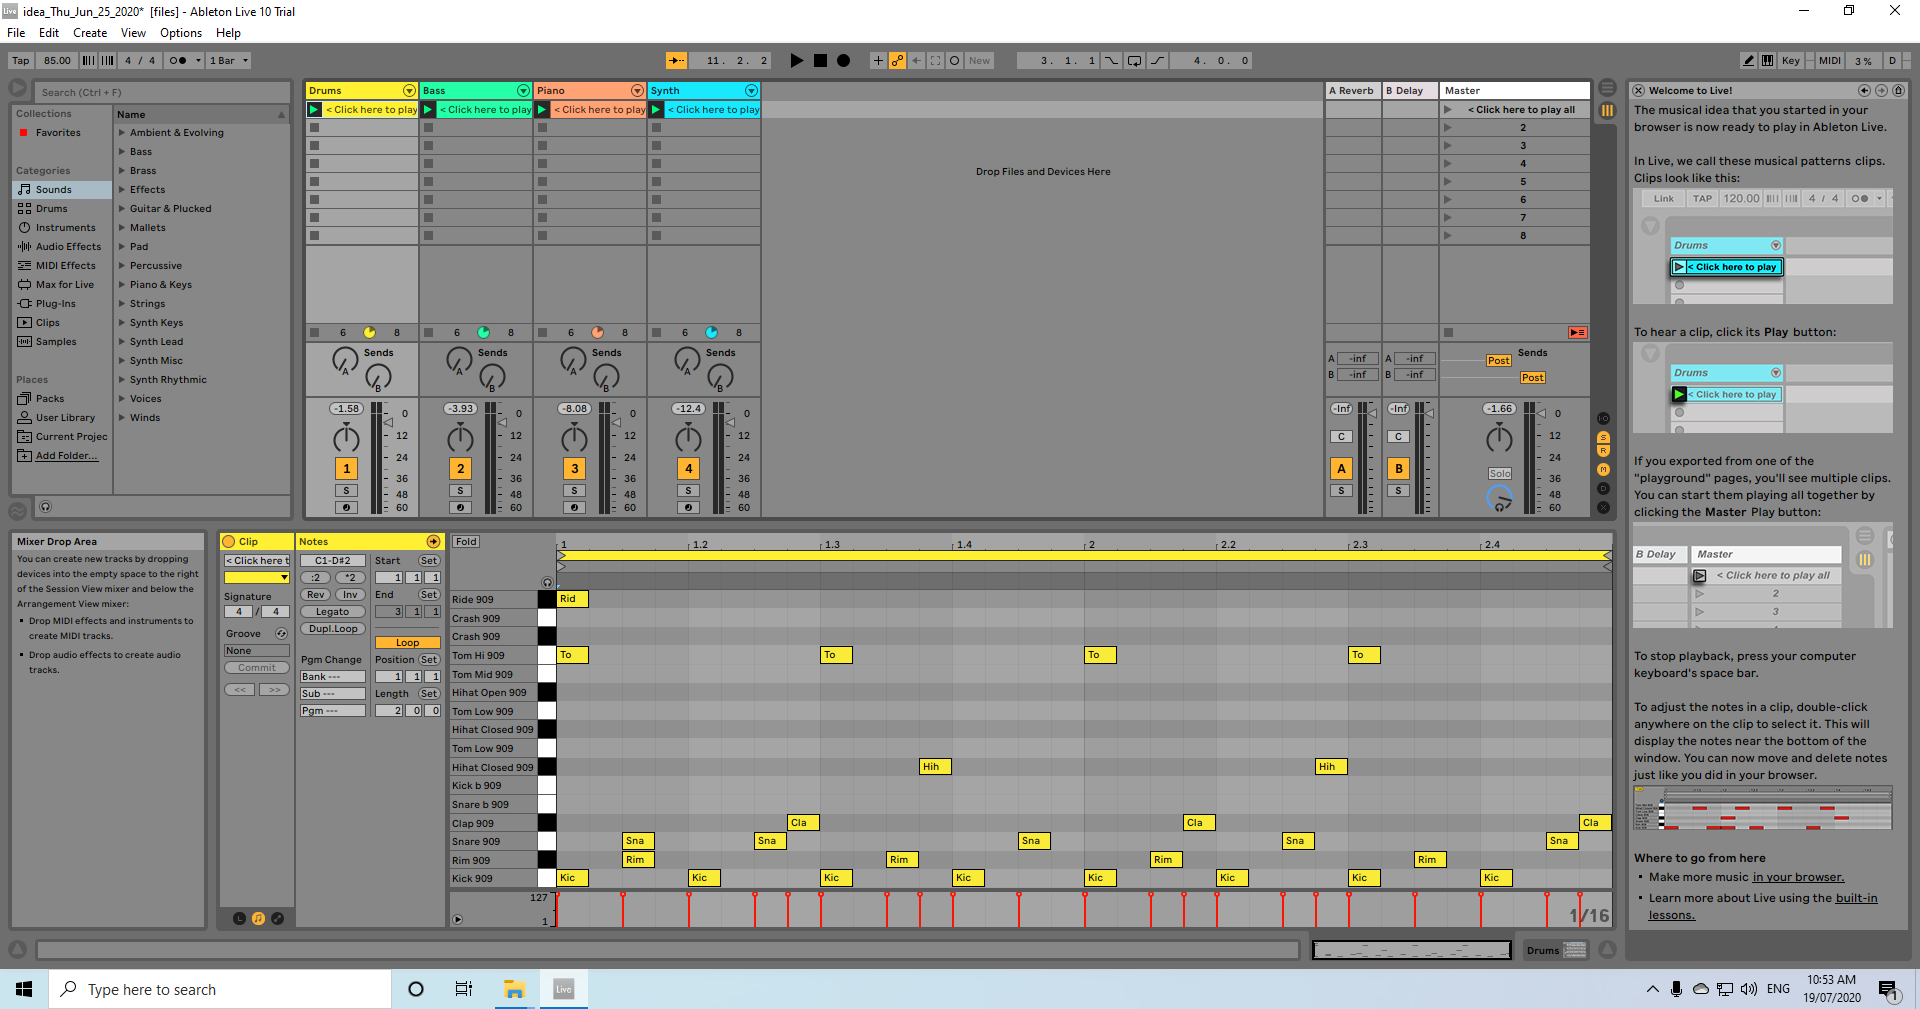 idea_Thu_Jun_25_2020* [files] - Ableton Live 10 Trial
File Edit Create View Options Help
Tap 85.00 4 / 4 1 Bar 11. 2. 2 New 3. 1. 1 4. 0. 0 Key MIDI 3 % D
Search (Ctrl + F)
Collections
Favorites
Categories
Sounds
Drums
Instruments
Audio Effects
MIDI Effects
Max for Live
Plug-Ins
Clips
Samples
Places
Packs
User Library
Current Projec
Add Folder...
Name
Ambient & Evolving
Bass
Brass
Effects
Guitar & Plucked
Mallets
Pad
Percussive
Piano & Keys
Strings
Synth Keys
Synth Lead
Synth Misc
Synth Rhythmic
Voices
Winds
Drums Bass Piano Synth A Reverb B Delay Master
< Click here to play < Click here to play < Click here to play < Click here to play < Click here to play all
2
3
4
5
6
7
8
Drop Files and Devices Here
6 8 6 8 6 8 6 8
Sends Sends Sends Sends Sends
A A A A A -inf A -inf Post
B B B B B -inf B -inf Post
-1.58 -3.93 -8.08 -12.4 -Inf -Inf -1.66
0 0 0 0 0
12 12 12 12 C C 12
24 24 24 24 24
1 2 3 4 A B Solo
36 36 36 36 36
S S S S S S
48 48 48 48 48
60 60 60 60 60
S
R
M
D
X
Mixer Drop Area
You can create new tracks by dropping
devices into the empty space to the right
of the Session View mixer and below the
Arrangement View mixer:
Drop MIDI effects and instruments to
create MIDI tracks.
Drop audio effects to create audio
tracks.
Clip
< Click here t
Signature
4 / 4
Groove
None
Commit
<< >>
Notes
C1-D#2
:2 *2
Rev Inv
Legato
Dupl.Loop
Pgm Change
Bank ---
Sub ---
Pgm ---
Start Set
1 1 1
End Set
3 1 1
Loop
Position Set
1 1 1
Length Set
2 0 0
Fold
1 1.2 1.3 1.4 2 2.2 2.3 2.4
Ride 909 Rid
Crash 909
Crash 909
Tom Hi 909 To To To To
Tom Mid 909
Hihat Open 909
Tom Low 909
Hihat Closed 909
Tom Low 909
Hihat Closed 909 Hih Hih
Kick b 909
Snare b 909
Clap 909 Cla Cla Cla
Snare 909 Sna Sna Sna Sna Sna
Rim 909 Rim Rim Rim Rim
Kick 909 Kic Kic Kic Kic Kic Kic Kic Kic
127
1
1/16
Drums
Welcome to Live!
The musical idea that you started in your
browser is now ready to play in Ableton Live.
In Live, we call these musical patterns clips.
Clips look like this:
Link TAP 120.00 4 / 4
Drums
< Click here to play
To hear a clip, click its Play button:
Drums
< Click here to play
If you exported from one of the
"playground" pages, you'll see multiple clips.
You can start them playing all together by
clicking the Master Play button:
B Delay Master
< Click here to play all
2
3
To stop playback, press your computer
keyboard's space bar.
To adjust the notes in a clip, double-click
anywhere on the clip to select it. This will
display the notes near the bottom of the
window. You can now move and delete notes
just like you did in your browser.
Where to go from here
Make more music in your browser.
Learn more about Live using the built-in
lessons.
Type here to search
Live
ENG
10:53 AM
19/07/2020
1